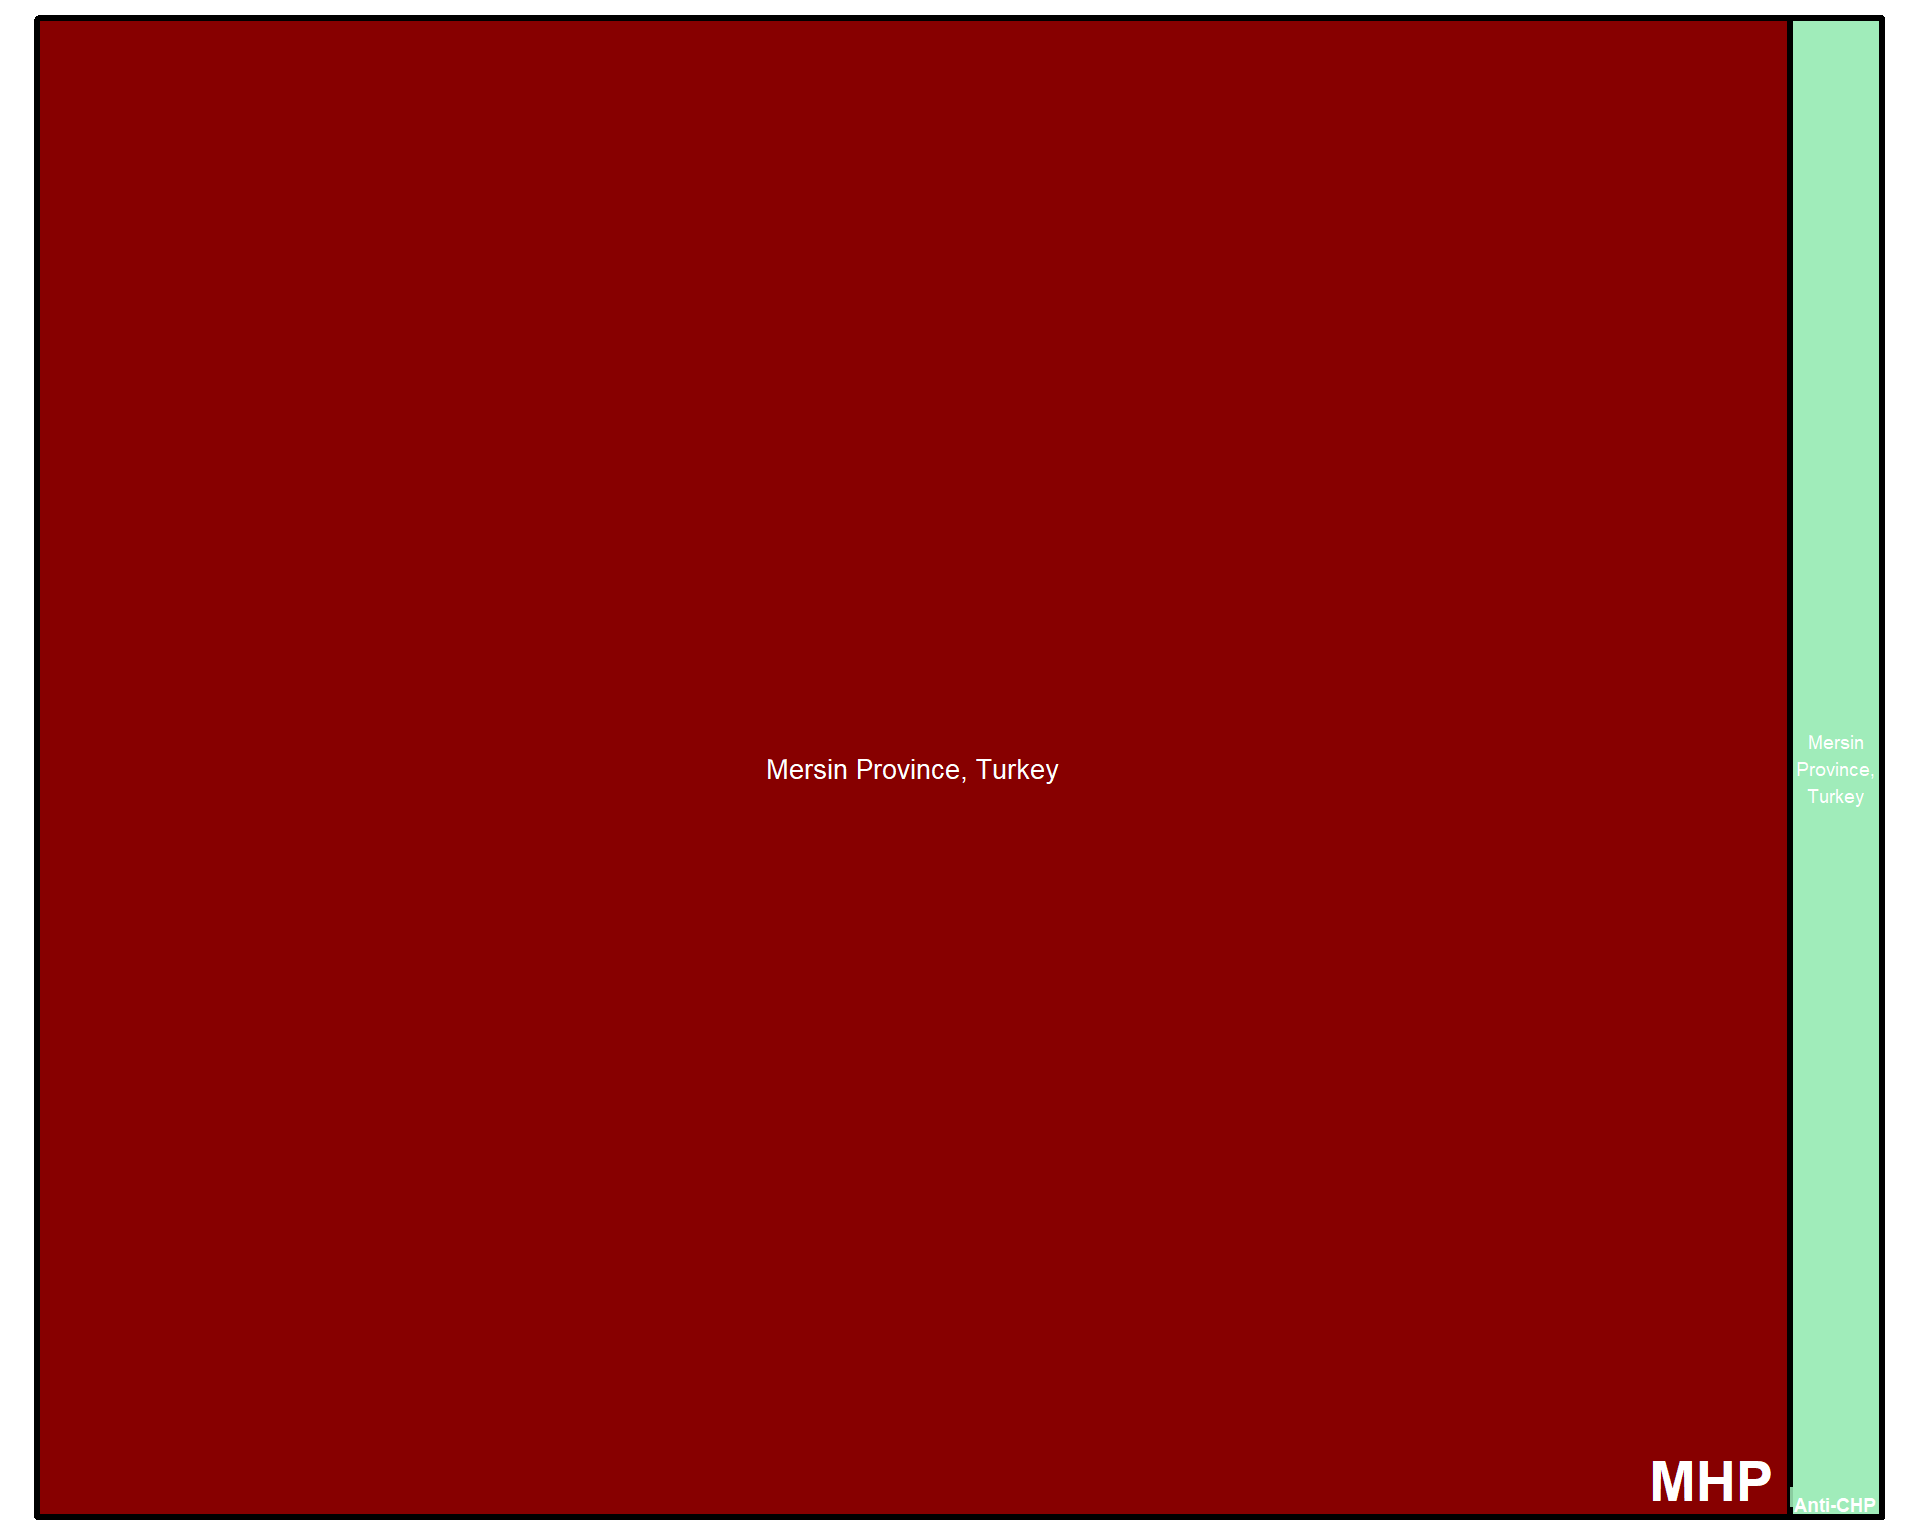 Mersin Province, Turkey
MHP
Mersin
Province,
Turkey
Anti-CHP